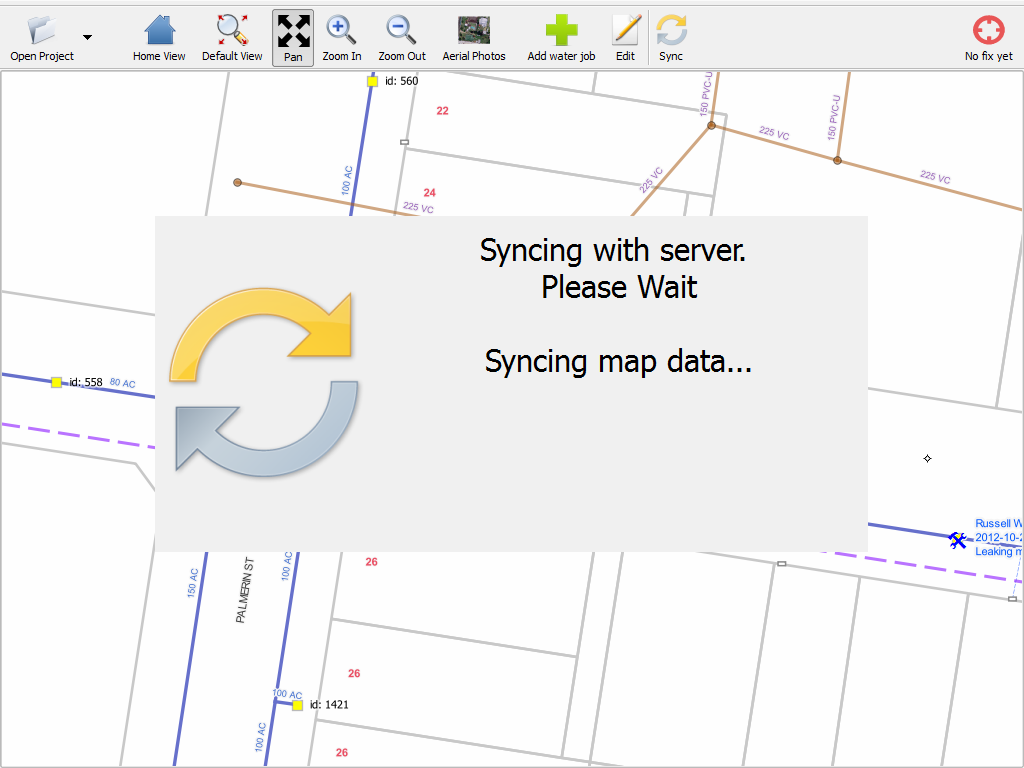 Open Project
Home View
Default View
Pan
Zoom In
Zoom Out
Aerial Photos
Add water job
Edit
Sync
No fix yet
id: 560
22
150 PVC-U
225 VC
150 PVC-U
100 AC
24
225 VC
225 VC
225 VC
Syncing with server.
Please Wait
Syncing map data...
id: 558
80 AC
Russell W
2012-10-2
Leaking m
150 AC
PALMERIN ST
100 AC
26
26
100 AC
id: 1421
100 AC
26